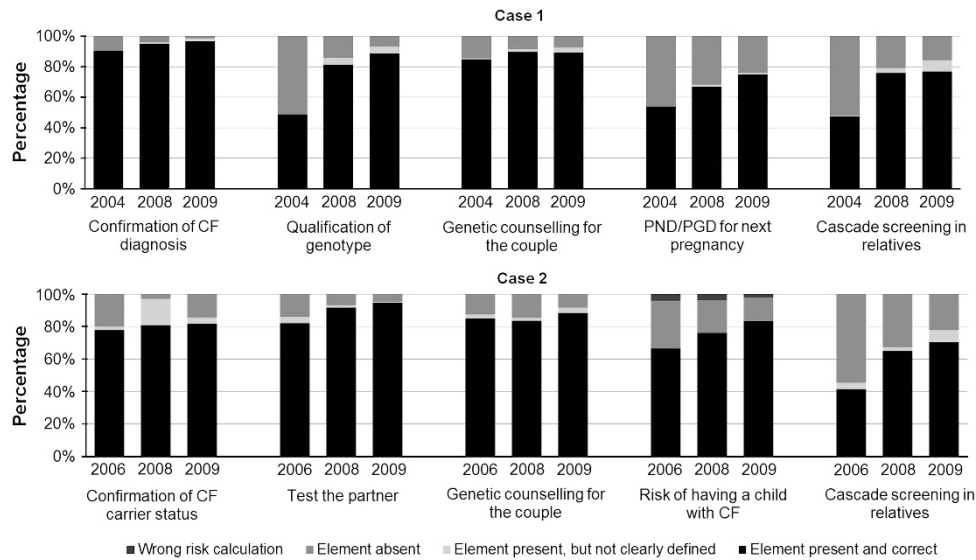 Case 1
Percentage
100%
80%
60%
40%
20%
0%
2004 2008 2009 2004 2008 2009 2004 2008 2009 2004 2008 2009 2004 2008 2009
Confirmation of CF diagnosis
Qualification of genotype
Genetic counselling for the couple
PND/PGD for next pregnancy
Cascade screening in relatives
Case 2
Percentage
100%
80%
60%
40%
20%
0%
2006 2008 2009 2006 2008 2009 2006 2008 2009 2006 2008 2009 2006 2008 2009
Confirmation of CF carrier status
Test the partner
Genetic counselling for the couple
Risk of having a child with CF
Cascade screening in relatives
Wrong risk calculation Element absent Element present, but not clearly defined Element present and correct